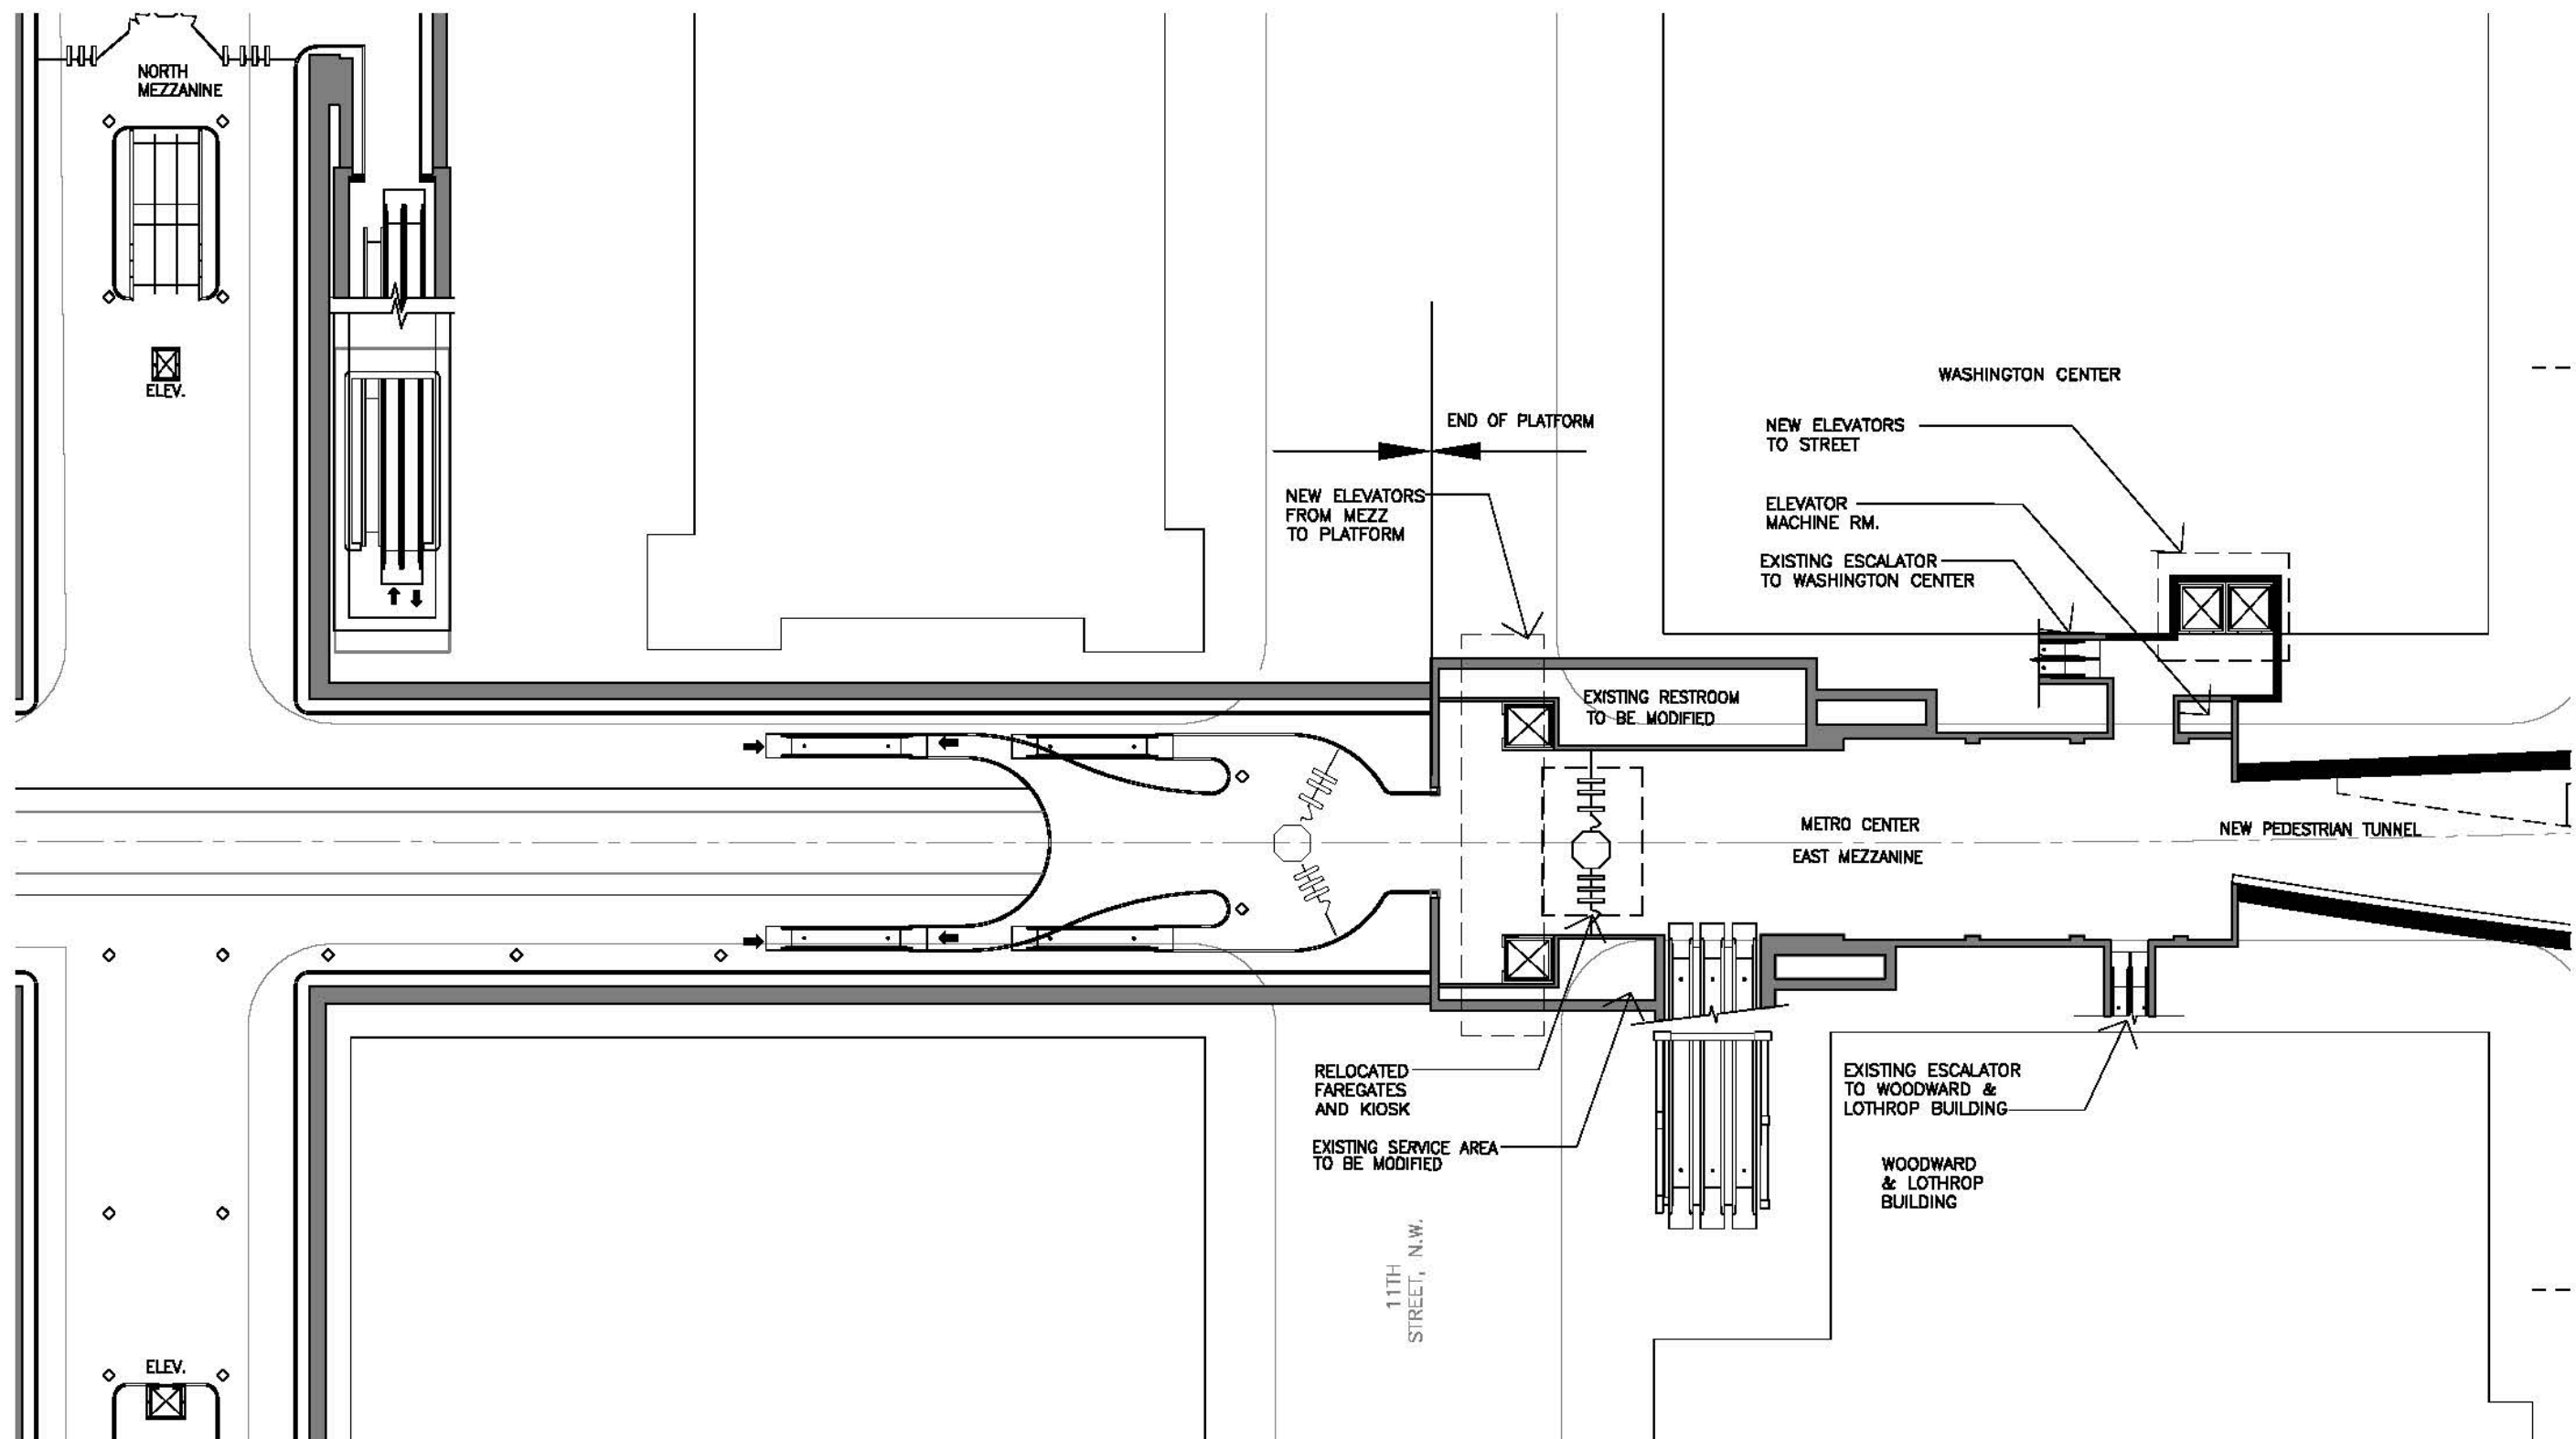 NORTH
MEZZANINE
ELEV.
WASHINGTON CENTER
END OF PLATFORM
NEW ELEVATORS
TO STREET
NEW ELEVATORS
FROM MEZZ
TO PLATFORM
ELEVATOR
MACHINE RM.
EXISTING ESCALATOR
TO WASHINGTON CENTER
EXISTING RESTROOM
TO BE MODIFIED
METRO CENTER
EAST MEZZANINE
NEW PEDESTRIAN TUNNEL
RELOCATED
FAREGATES
AND KIOSK
EXISTING SERVICE AREA
TO BE MODIFIED
EXISTING ESCALATOR
TO WOODWARD &
LOTHROP BUILDING
WOODWARD
& LOTHROP
BUILDING
11TH
STREET, N.W.
ELEV.